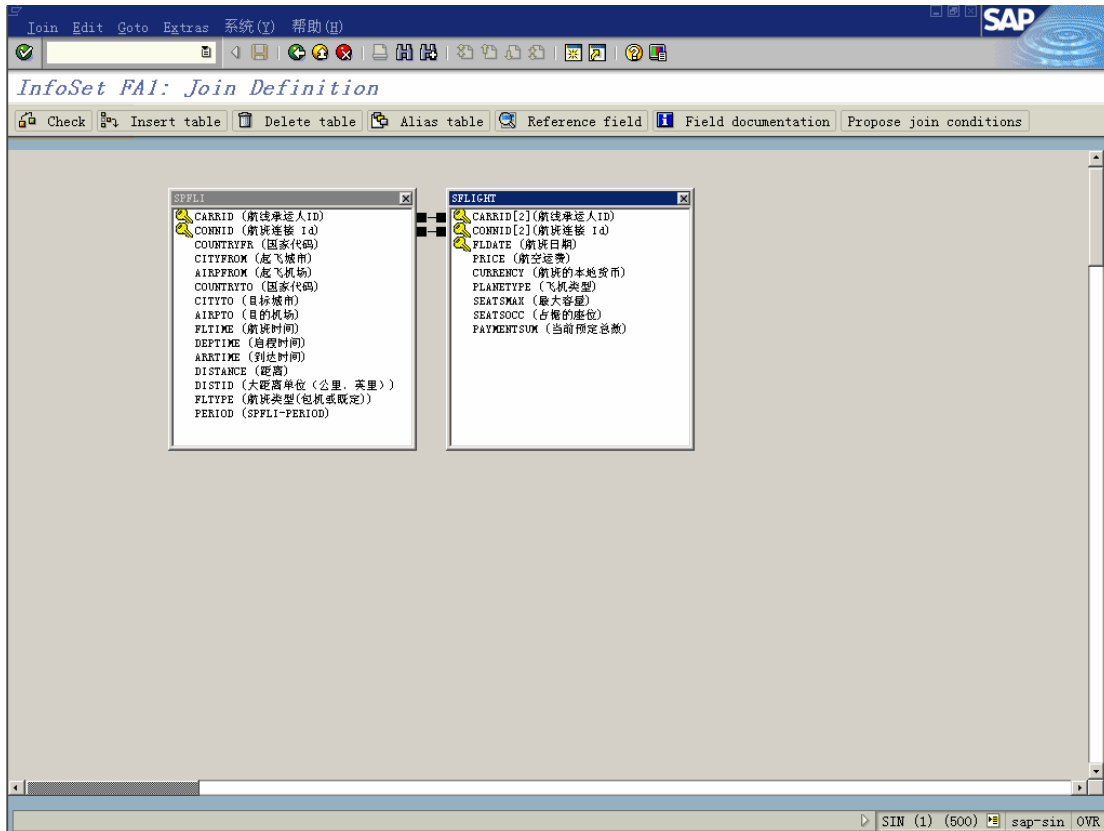 Join Edit Goto Extras 系统(Y) 帮助(H)
SAP
InfoSet FA1: Join Definition
Check Insert table Delete table Alias table Reference field Field documentation Propose join conditions
SPFLI
CARRID (航线承运人ID)
CONNID (航班连接 Id)
COUNTRYFR (国家代码)
CITYFROM (起飞城市)
AIRPFROM (起飞机场)
COUNTRYTO (国家代码)
CITYTO (目标城市)
AIRPTO (目的机场)
FLTIME (航班时间)
DEPTIME (启程时间)
ARRTIME (到达时间)
DISTANCE (距离)
DISTID (大距离单位（公里．英里）)
FLTYPE (航班类型(包机或既定))
PERIOD (SPFLI-PERIOD)
SFLIGHT
CARRID[2](航线承运人ID)
CONNID[2](航班连接 Id)
FLDATE (航班日期)
PRICE (航空运费)
CURRENCY (航班的本地货币)
PLANETYPE (飞机类型)
SEATSMAX (最大容量)
SEATSOCC (占椐的座位)
PAYMENTSUM (当前预定总数)
SIN (1) (500) sap-sin OVR